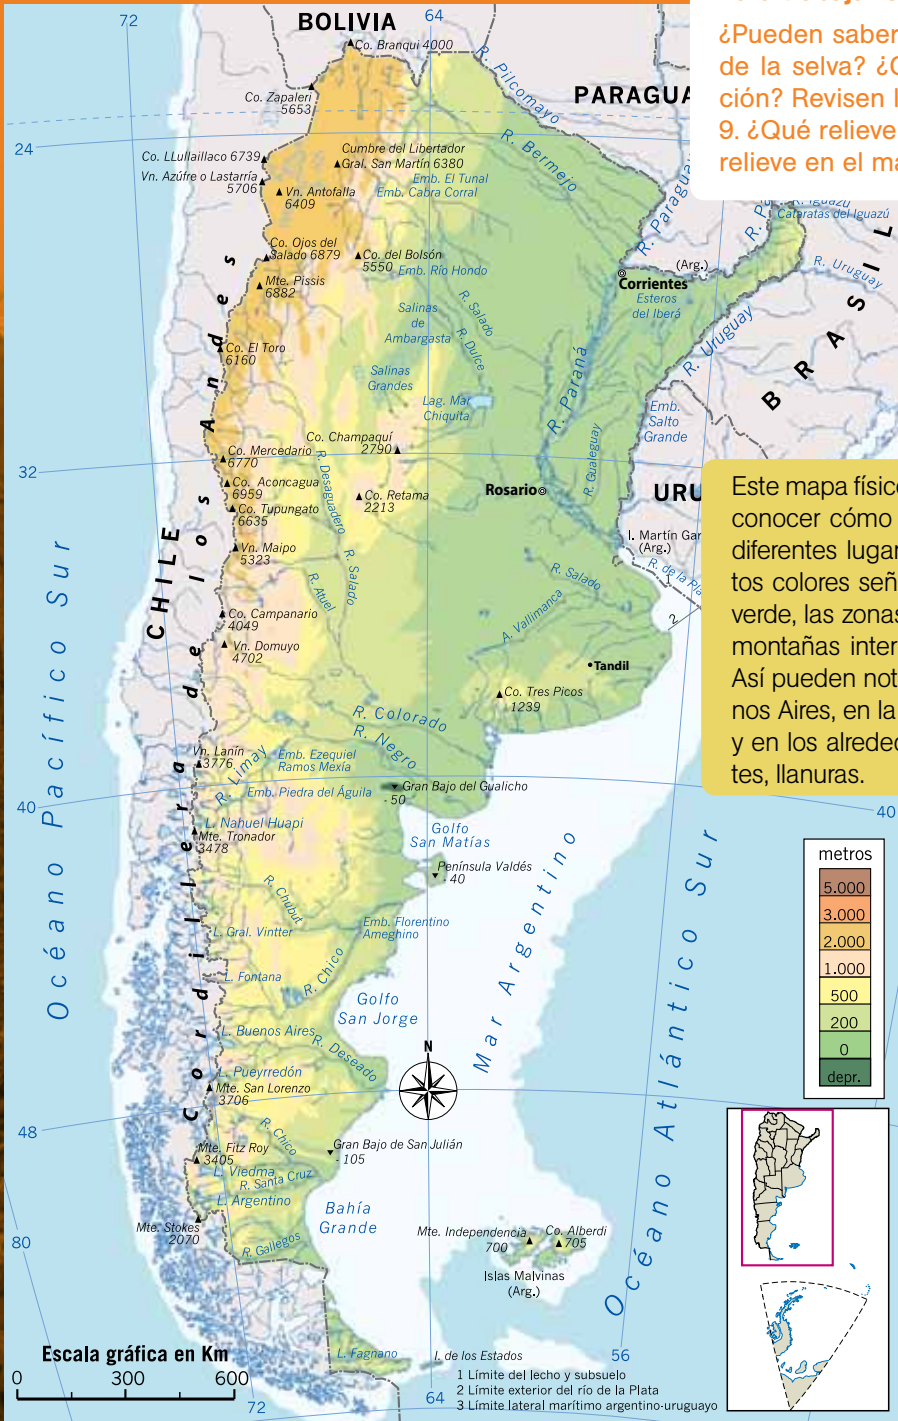 ¿Pueden saber
de la selva? ¿
ción? Revisen l
9. ¿Qué relieve
relieve en el ma
72
BOLIVIA
64
Co. Branqui 4000
R. Pilcomayo
Co. Zapaleri
5653
PARAGUA
24
R. Bermejo
Co. LLullaillaco 6739
Cumbre del Libertador
Gral. San Martín 6380
Vn. Azúfre o Lastarría
5706
Emb. El Tunal
Emb. Cabra Corral
Vn. Antofalla
6409
R. Paraguay
R. Iguazú
Cataratas del Iguazú
Co. Ojos del
Salado 6879
Co. del Bolsón
5550
Emb. Río Hondo
(Arg.)
Corrientes
Esteros
del Iberá
R. Uruguay
BRASIL
Mte. Pissis
6882
Salinas
de
Ambargasta
R. Salado
R. Dulce
R. Uruguay
Co. El Toro
6160
Salinas
Grandes
R. Paraná
Lag. Mar
Chiquita
Emb.
Salto
Grande
Co. Champaquí
2790
R. Gualeguay
32
Co. Mercedario
6770
R. Desaguadero
Co. Aconcagua
6959
Co. Retama
2213
Rosario
URU
Co. Tupungato
6635
Vn. Maipo
5323
I. Martín Gar
(Arg.)
R. de la Pla
1
2
CHILE
R. Salado
R. Atuel
R. Salado
A. Vallimanca
Co. Campanario
4049
Vn. Domuyo
4702
Tandil
Co. Tres Picos
1239
Este mapa físico
conocer cómo
diferentes lugar
tos colores señ
verde, las zonas
montañas inter
Así pueden not
nos Aires, en la
y en los alreded
tes, llanuras.
Cordillera de los Andes
Océano Pacífico Sur
R. Colorado
R. Negro
Vn. Lanín
3776
R. Limay
Emb. Ezequiel
Ramos Mexía
Emb. Piedra del Águila
Gran Bajo del Gualicho
- 50
40
40
L. Nahuel Huapi
Mte. Tronador
3478
Golfo
San Matías
Península Valdés
- 40
R. Chubut
Emb. Florentino
Ameghino
L. Gral. Vintter
R. Chico
L. Fontana
Golfo
San Jorge
Mar Argentino
Océano Atlántico Sur
L. Buenos Aires
R. Deseado
N
L. Pueyrredón
Mte. San Lorenzo
3706
48
R. Chico
Mte. Fitz Roy
3405
Gran Bajo de San Julián
- 105
L. Viedma
R. Santa Cruz
L. Argentino
Bahía
Grande
Mte. Stokes
2070
80
R. Gallegos
Mte. Independencia
700
Co. Alberdi
705
Islas Malvinas
(Arg.)
L. Fagnano
I. de los Estados
56
64
72
metros
5.000
3.000
2.000
1.000
500
200
0
depr.
Escala gráfica en Km
0 300 600
1 Límite del lecho y subsuelo
2 Límite exterior del río de la Plata
3 Límite lateral marítimo argentino-uruguayo